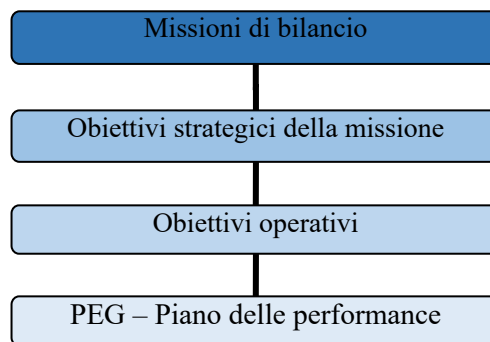 Missioni di bilancio
Obiettivi strategici della missione
Obiettivi operativi
PEG – Piano delle performance